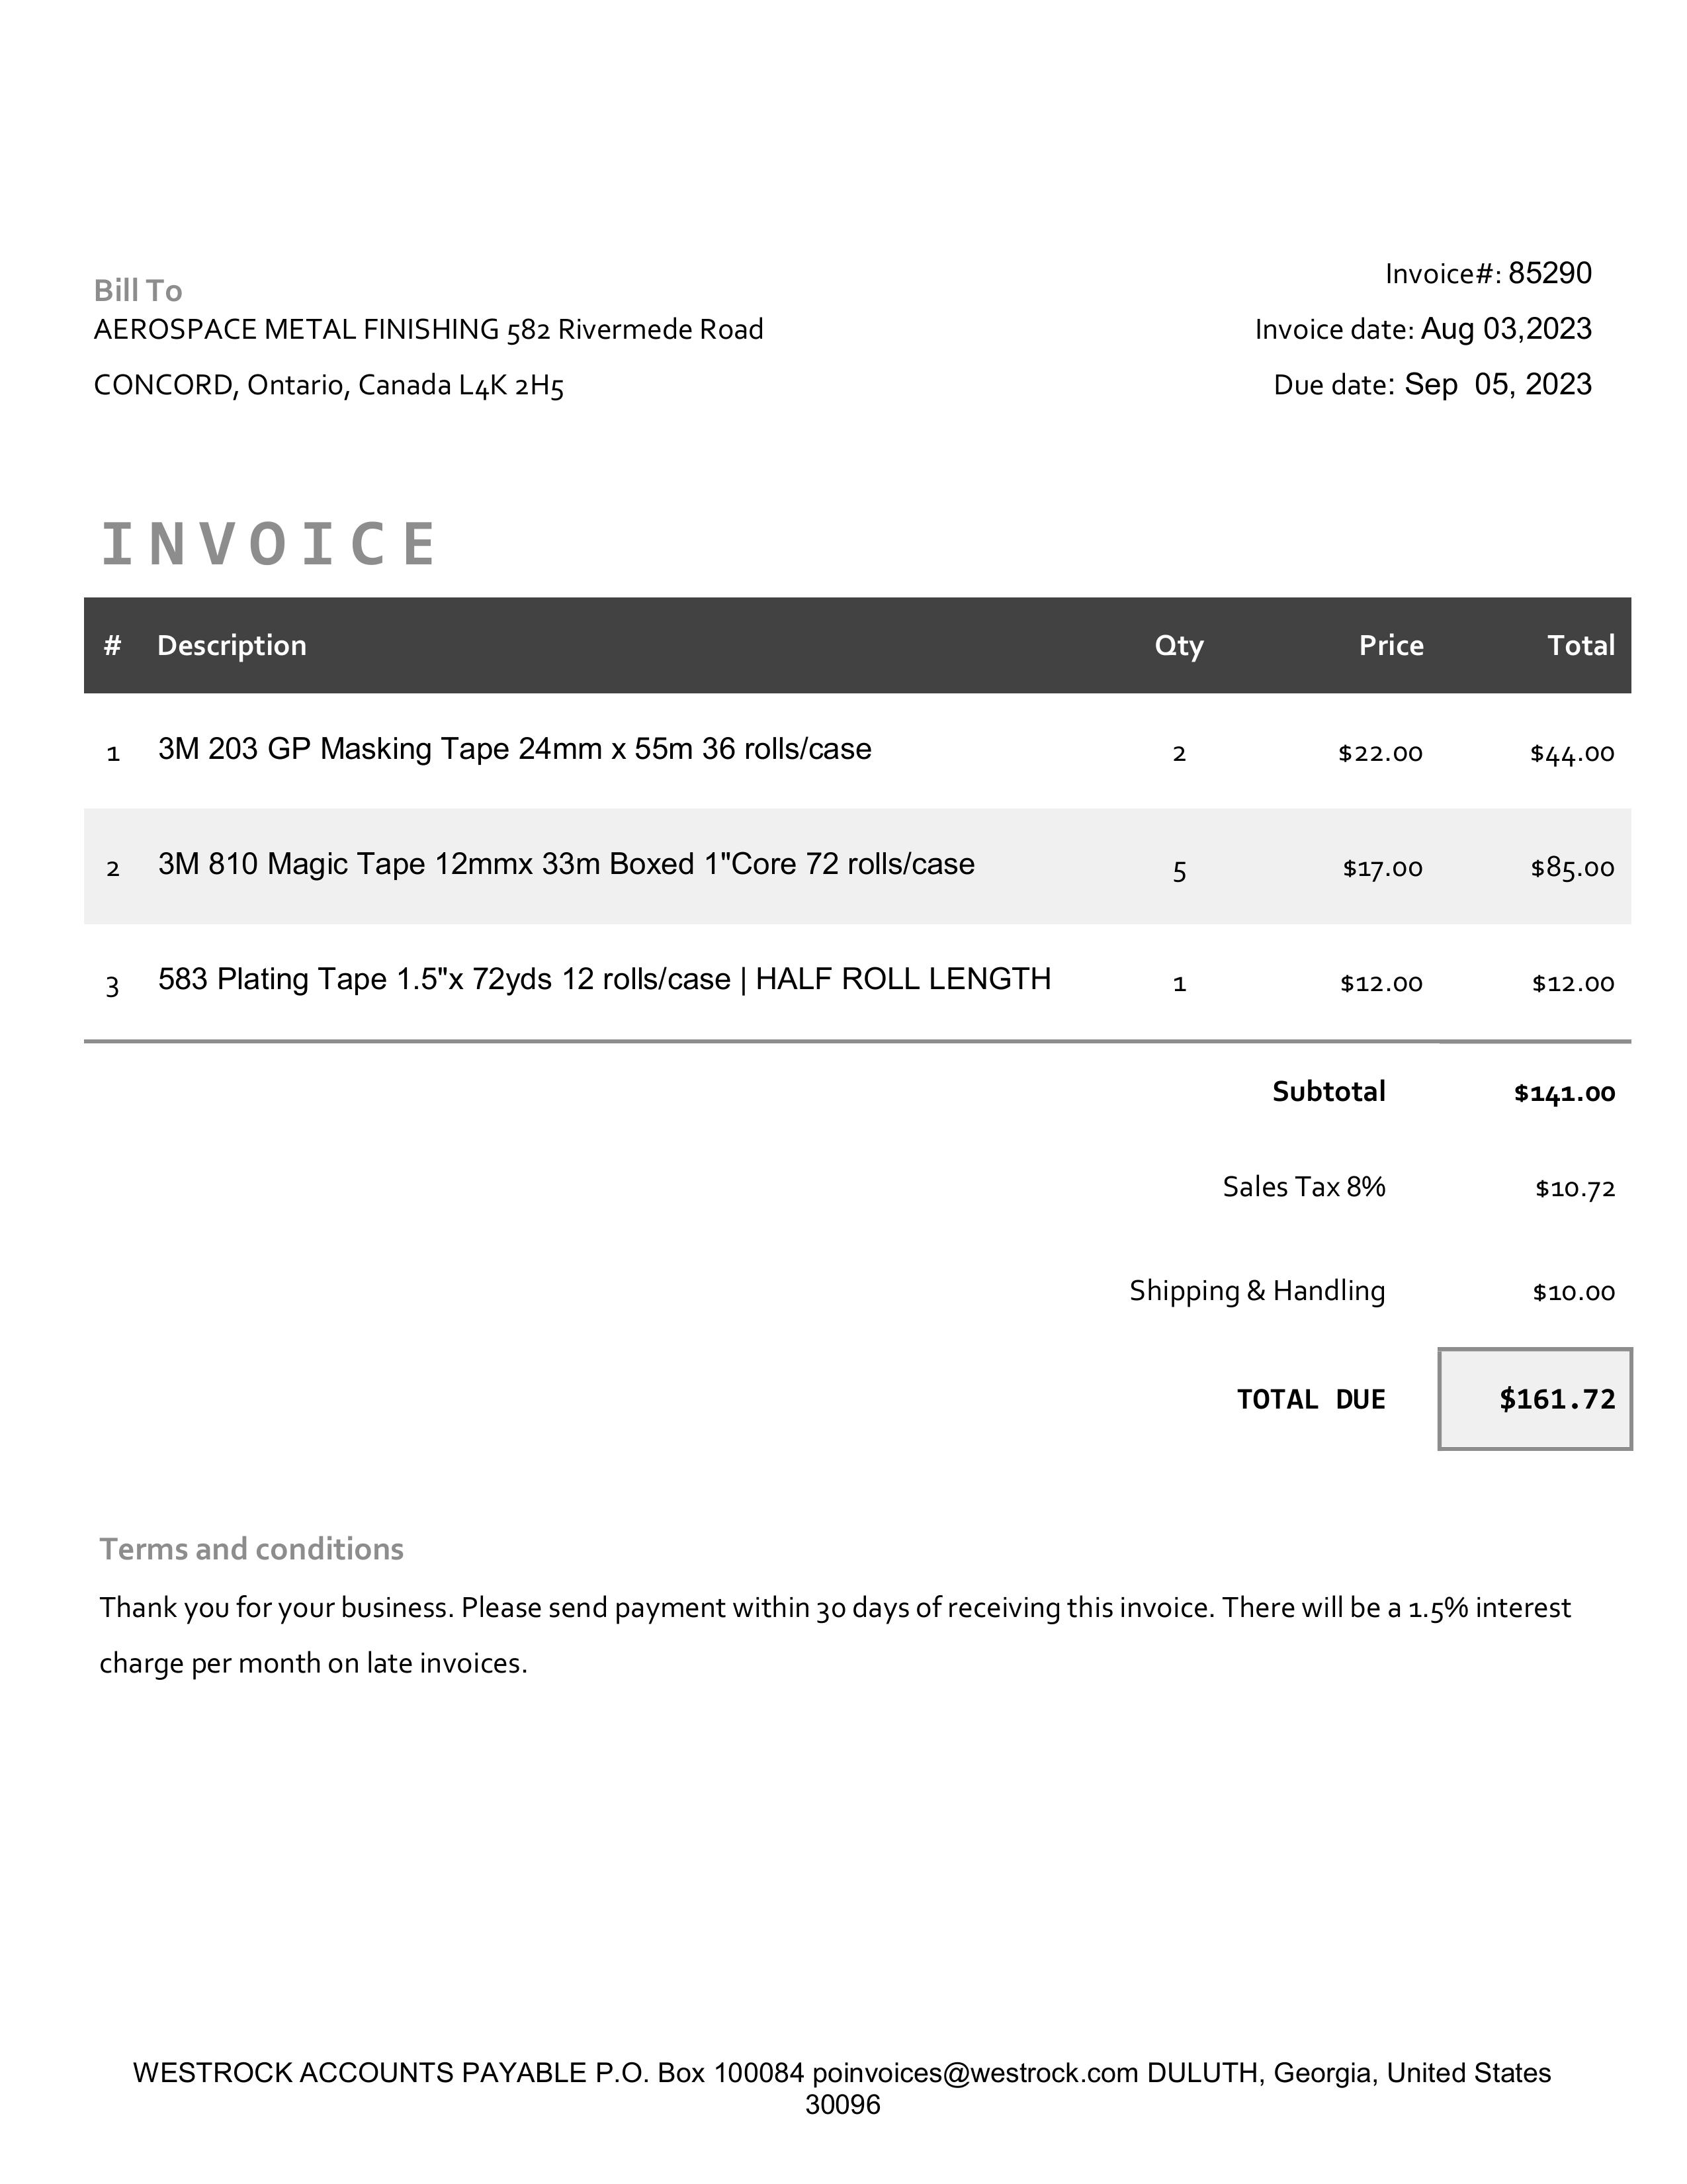 Bill To
AEROSPACE METAL FINISHING 582 Rivermede Road
CONCORD, Ontario, Canada L4K 2H5
Invoice#: 85290
Invoice date: Aug 03,2023
Due date: Sep  05, 2023
INVOICE
# Description Qty Price Total
1 3M 203 GP Masking Tape 24mm x 55m 36 rolls/case 2 $22.00 $44.00
2 3M 810 Magic Tape 12mmx 33m Boxed 1"Core 72 rolls/case 5 $17.00 $85.00
3 583 Plating Tape 1.5"x 72yds 12 rolls/case | HALF ROLL LENGTH 1 $12.00 $12.00
Subtotal $141.00
Sales Tax 8% $10.72
Shipping & Handling $10.00
TOTAL DUE $161.72
Terms and conditions
Thank you for your business. Please send payment within 30 days of receiving this invoice. There will be a 1.5% interest
charge per month on late invoices.
WESTROCK ACCOUNTS PAYABLE P.O. Box 100084 poinvoices@westrock.com DULUTH, Georgia, United States
30096